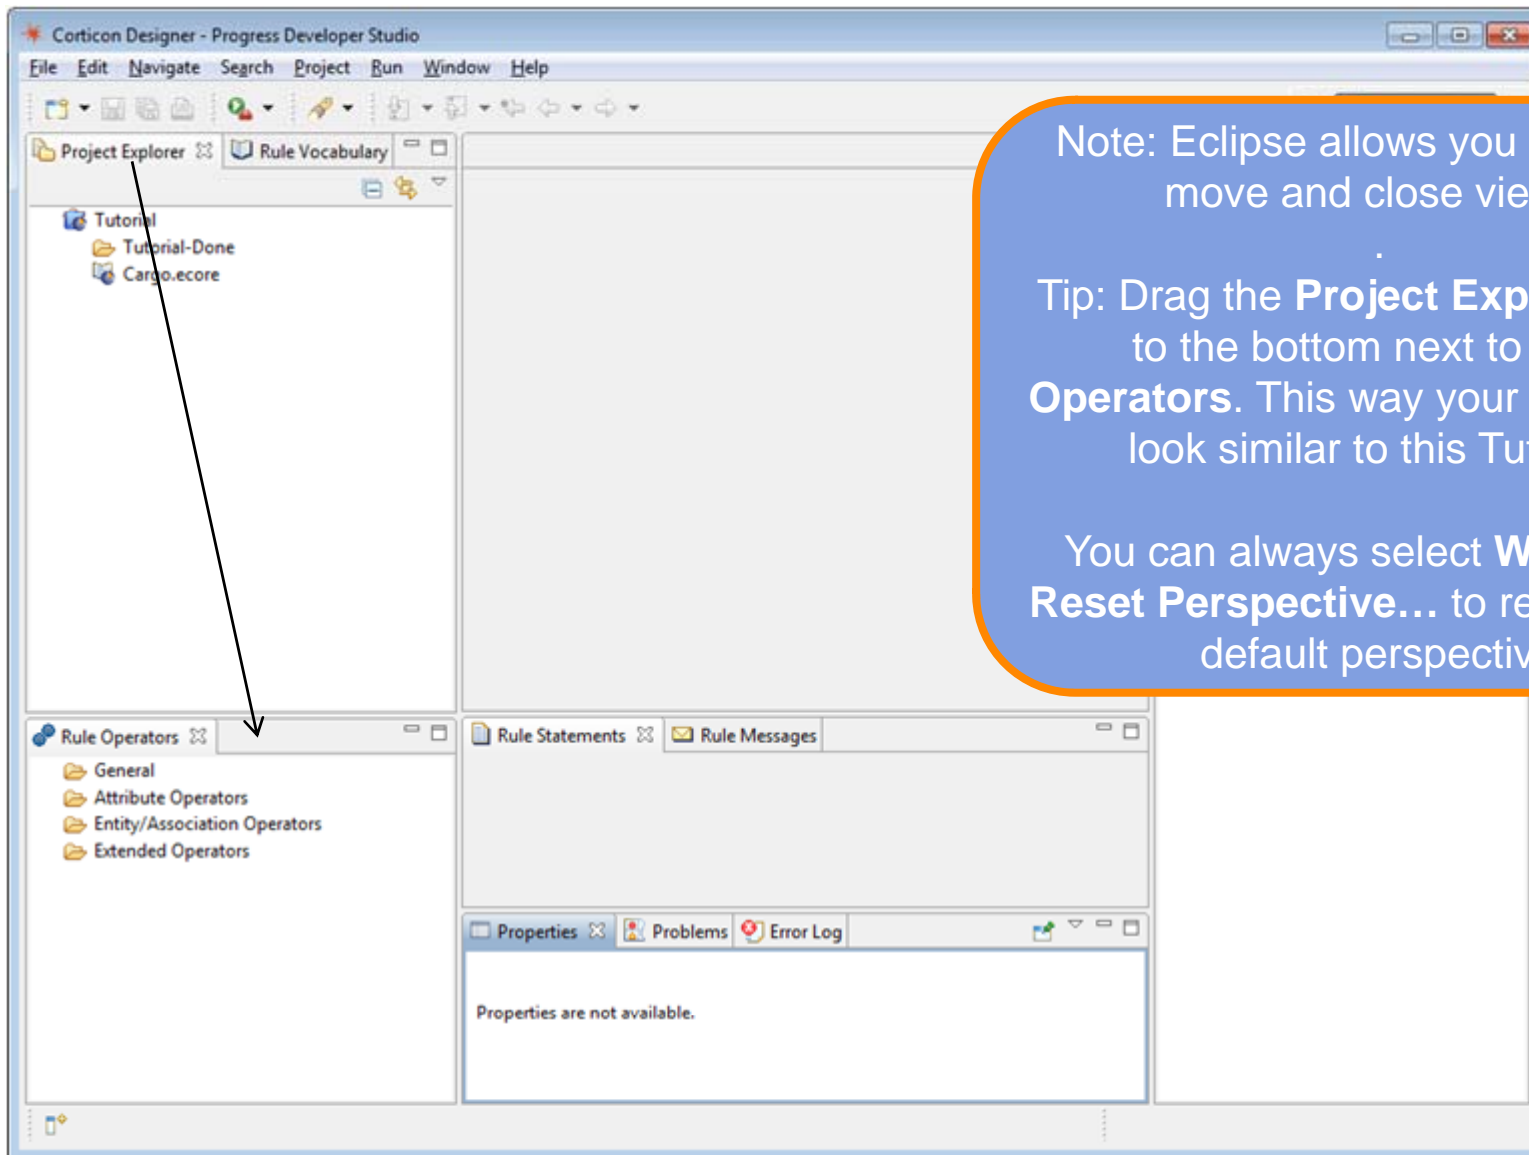 Corticon Designer - Progress Developer Studio
File Edit Navigate Search Project Run Window Help
Project Explorer Rule Vocabulary
Tutorial
Tutorial-Done
Cargo.ecore
Note: Eclipse allows you
move and close vie
.
Tip: Drag the Project Exp
to the bottom next to
Operators. This way your
look similar to this Tu
You can always select W
Reset Perspective… to re
default perspectiv
Rule Operators
General
Attribute Operators
Entity/Association Operators
Extended Operators
Rule Statements Rule Messages
Properties Problems Error Log
Properties are not available.